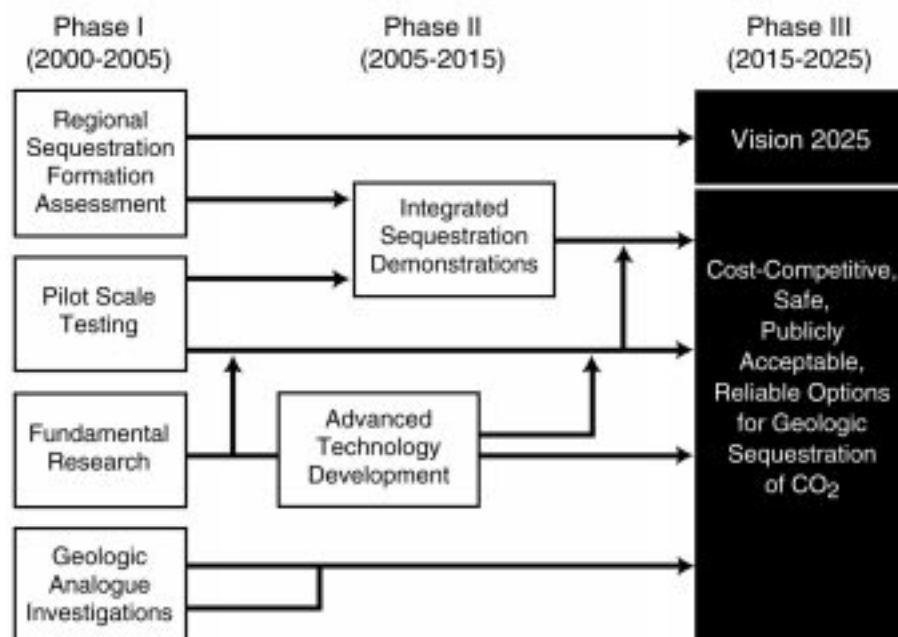 Phase I
(2000-2005)
Phase II
(2005-2015)
Phase III
(2015-2025)
Regional
Sequestration
Formation
Assessment
Vision 2025
Integrated
Sequestration
Demonstrations
Pilot Scale
Testing
Cost-Competitive,
Safe,
Publicly
Acceptable,
Reliable Options
for Geologic
Sequestration
of CO₂
Fundamental
Research
Advanced
Technology
Development
Geologic
Analogue
Investigations